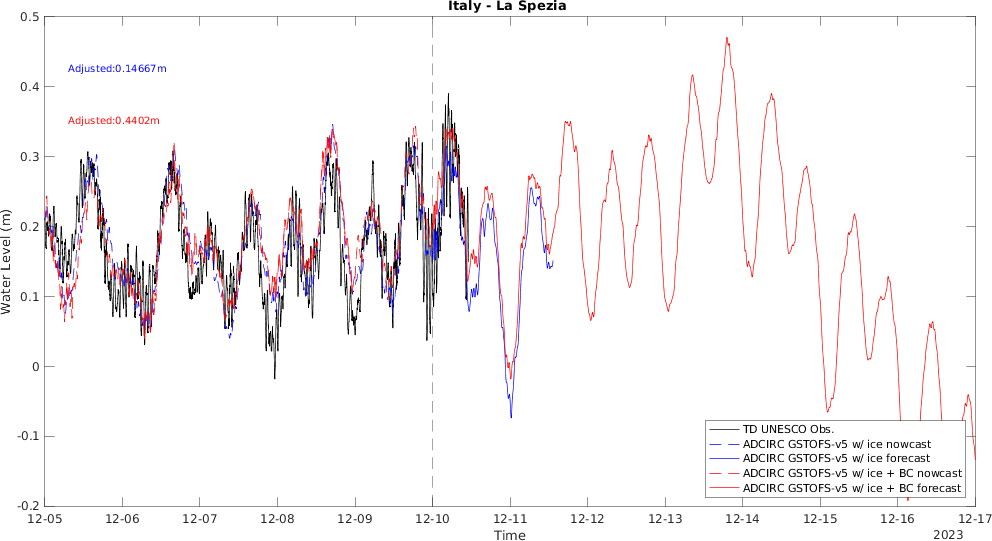 Italy - La Spezia
0.5
0.4
0.3
0.2
0.1
0
-0.1
-0.2
Water Level (m)
Adjusted:0.14667m
Adjusted:0.4402m
TD UNESCO Obs.
ADCIRC GSTOFS-v5 w/ ice nowcast
ADCIRC GSTOFS-v5 w/ ice forecast
ADCIRC GSTOFS-v5 w/ ice + BC nowcast
ADCIRC GSTOFS-v5 w/ ice + BC forecast
12-05 12-06 12-07 12-08 12-09 12-10 12-11 12-12 12-13 12-14 12-15 12-16 12-17
Time
2023